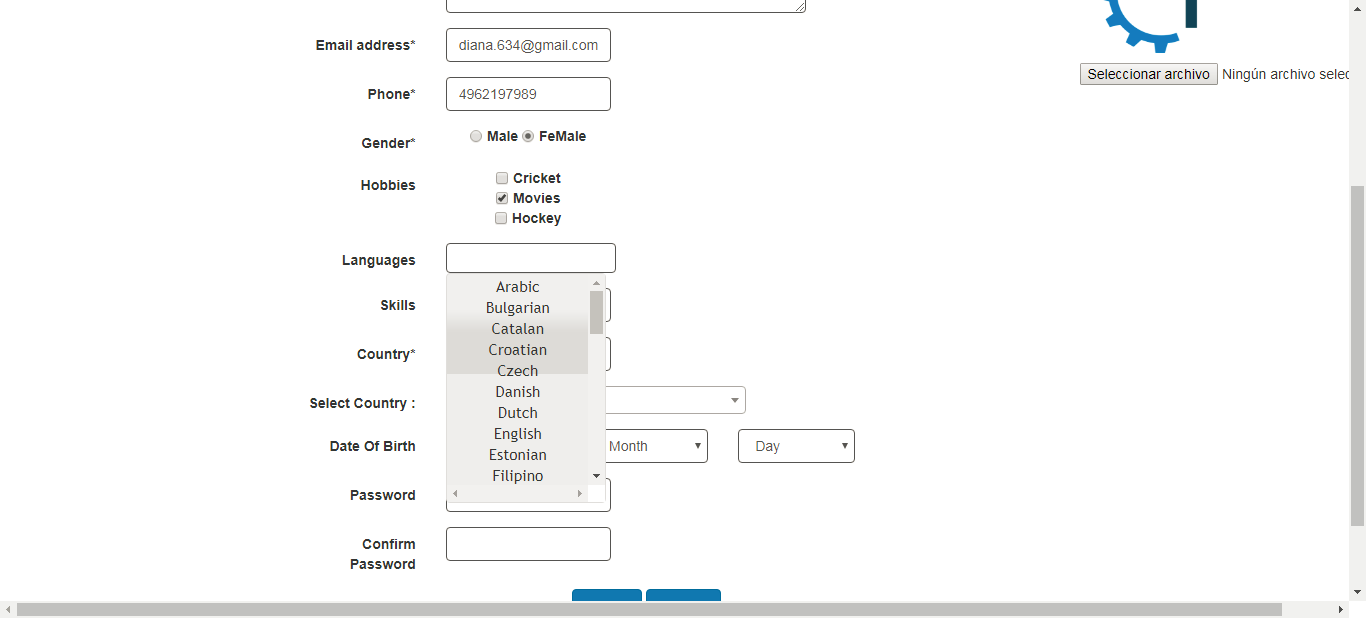 Email address*
diana.634@gmail.com
Seleccionar archivo Ningún archivo selec
Phone*
4962197989
Gender*
Male FeMale
Hobbies
Cricket
Movies
Hockey
Languages
Arabic
Bulgarian
Catalan
Croatian
Czech
Danish
Dutch
English
Estonian
Filipino
Skills
Country*
Select Country :
Date Of Birth
Month
Day
Password
Confirm
Password